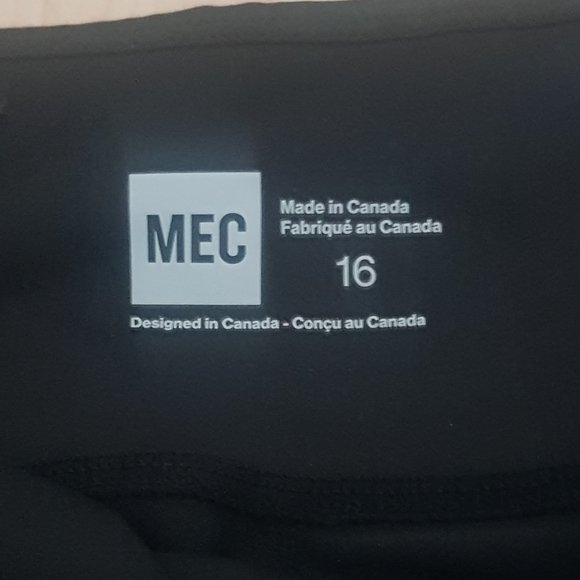 MEC
Made in Canada
Fabriqué au Canada
16
Designed in Canada - Conçu au Canada